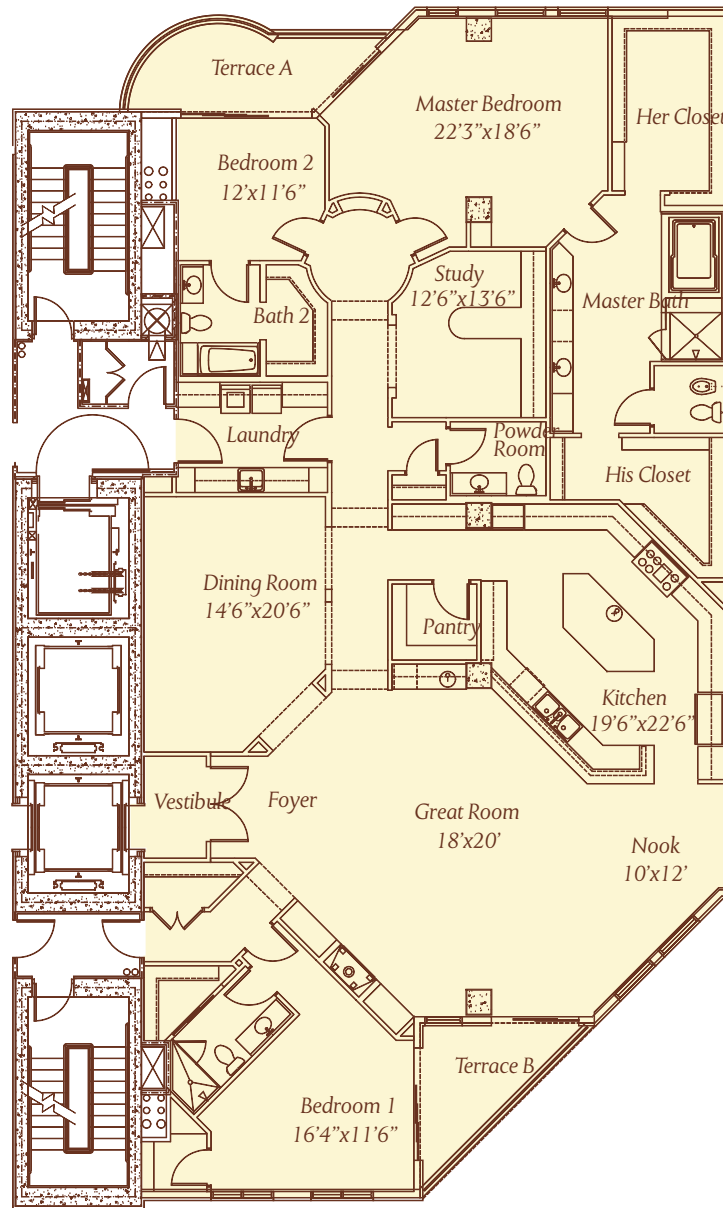 Terrace A
Master Bedroom
22'3"x18'6"
Her Closet
Bedroom 2
12'x11'6"
Study
12'6"x13'6"
Bath 2
Master Bath
Laundry
Powder
Room
His Closet
Dining Room
14'6"x20'6"
Pantry
Kitchen
19'6"x22'6"
Vestibule
Foyer
Great Room
18'x20'
Nook
10'x12'
Terrace B
Bedroom 1
16'4"x11'6"